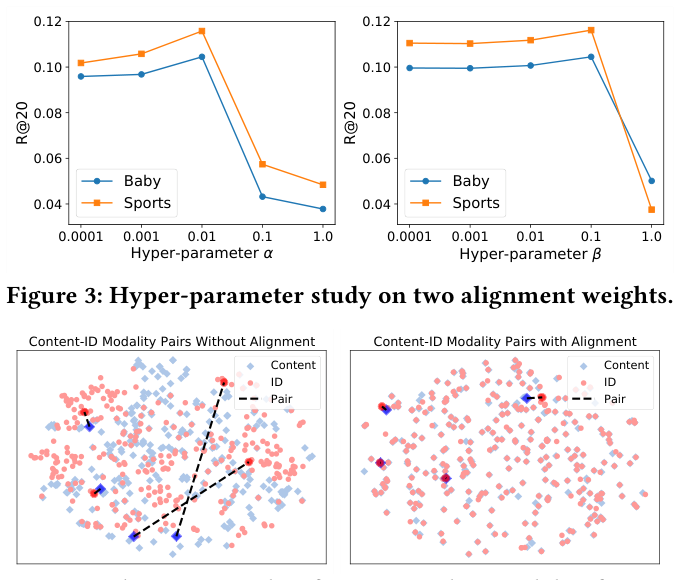 0.12
0.10
0.08
0.06
0.04
R@20
Baby
Sports
0.0001 0.001 0.01 0.1 1.0
Hyper-parameter α
0.12
0.10
0.08
0.06
0.04
R@20
Baby
Sports
0.0001 0.001 0.01 0.1 1.0
Hyper-parameter β
Figure 3: Hyper-parameter study on two alignment weights.
Content-ID Modality Pairs Without Alignment
Content
ID
Pair
Content-ID Modality Pairs with Alignment
Content
ID
Pair